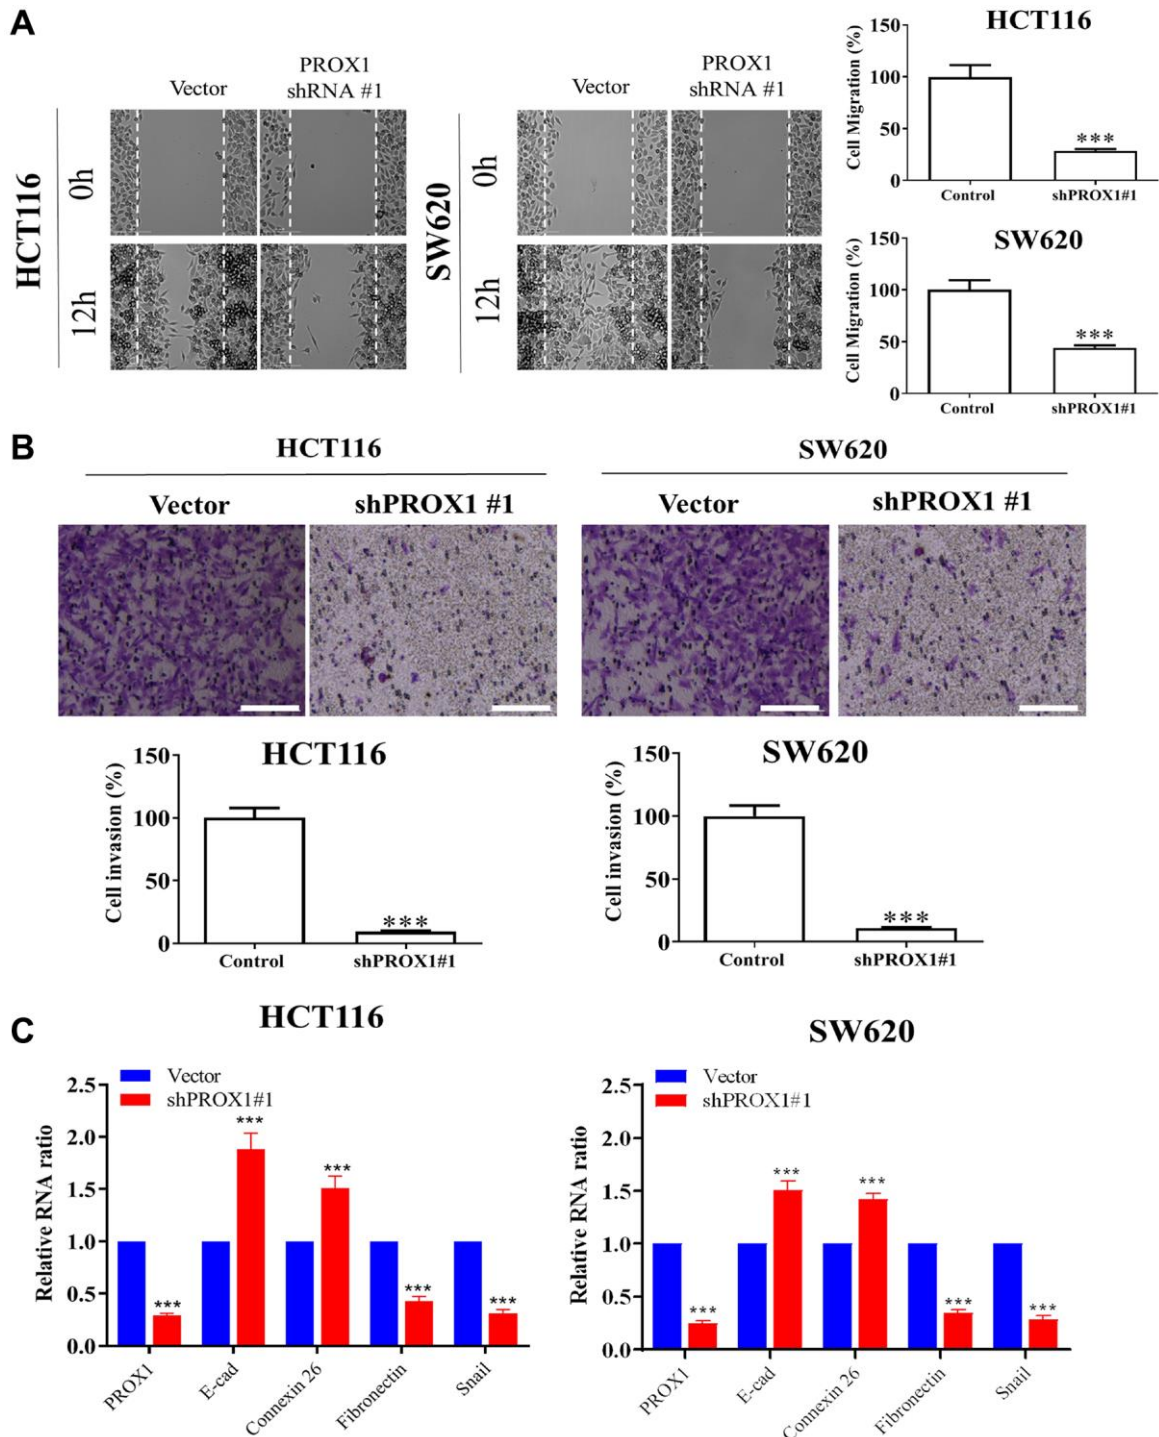 A
Vector
PROX1
shRNA #1
HCT116
0h
12h
Vector
PROX1
shRNA #1
SW620
0h
12h
HCT116
Cell Migration (%)
150
100
50
0
***
Control
shPROX1#1
SW620
Cell Migration (%)
150
100
50
0
***
Control
shPROX1#1
B
HCT116
SW620
Vector
shPROX1 #1
Vector
shPROX1 #1
HCT116
Cell invasion (%)
150
100
50
0
***
Control
shPROX1#1
SW620
Cell invasion (%)
150
100
50
0
***
Control
shPROX1#1
C
HCT116
Vector
shPROX1#1
Relative RNA ratio
2.5
2.0
1.5
1.0
0.5
0.0
***
***
***
***
***
PROX1
E-cad
Connexin 26
Fibronectin
Snail
SW620
Vector
shPROX1#1
Relative RNA ratio
2.5
2.0
1.5
1.0
0.5
0.0
***
***
***
***
***
PROX1
E-cad
Connexin 26
Fibronectin
Snail